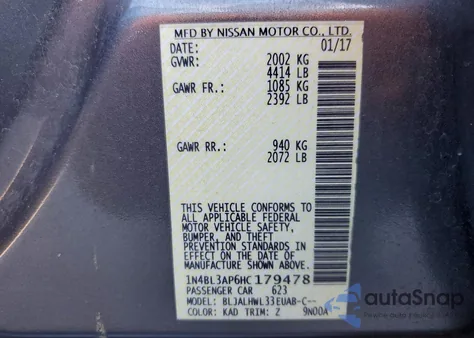 MFD BY NISSAN MOTOR CO., LTD.
DATE: 01/17
GVWR: 2002 KG
4414 LB
GAWR FR.: 1085 KG
2392 LB
GAWR RR.: 940 KG
2072 LB
THIS VEHICLE CONFORMS TO
ALL APPLICABLE FEDERAL
MOTOR VEHICLE SAFETY,
BUMPER, AND THEFT
PREVENTION STANDARDS IN
EFFECT ON THE DATE OF
MANUFACTURE SHOWN ABOVE.
1N4BL3AP6HC179478
PASSENGER CAR 623
MODEL: BLJALHWL33EUAB-C--
COLOR: KAD TRIM: Z 9N00A
autoSnap
Powered by AutoAstat